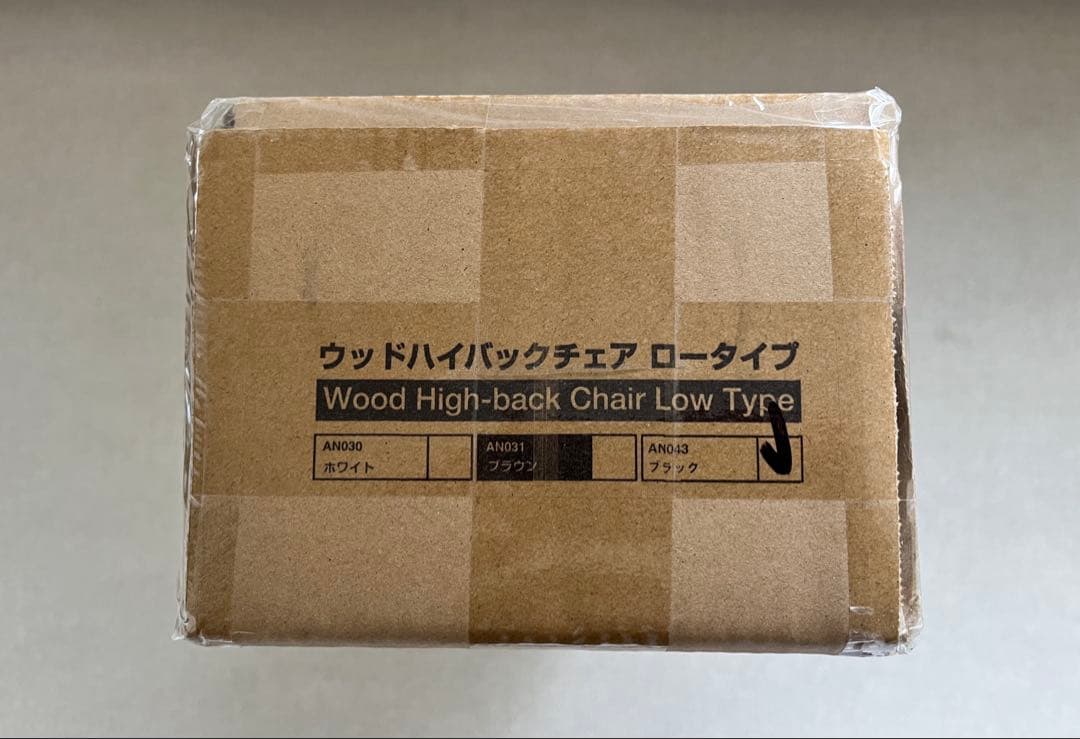 ウッドハイバックチェア ロータイプ
Wood High-back Chair Low Type
AN030 AN031 AN043
ホワイト ブラウン ブラック